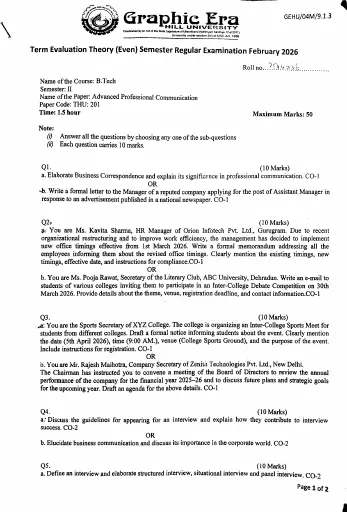 GEHU/04M/9.1.3
Graphic Era
HILL UNIVERSITY
Term Evaluation Theory (Even) Semester Regular Examination February 2026
Roll no.
Name of the Course: B.Tech
Semester: II
Name of the Paper: Advanced Professional Communication
Paper Code: THU: 201
Time: 1.5 hour Maximum Marks: 50
Note:
(i) Answer all the questions by choosing any one of the sub-questions
(ii) Each question carries 10 marks.
Q1. (10 Marks)
a. Elaborate Business Correspondence and explain its significance in professional communication. CO-1
OR
b. Write a formal letter to the Manager of a reputed company applying for the post of Assistant Manager in
response to an advertisement published in a national newspaper. CO-1
Q2. (10 Marks)
a. You are Ms. Kavita Sharma, HR Manager of Orion Infotech Pvt. Ltd., Gurugram. Due to recent
organizational restructuring and to improve work efficiency, the management has decided to implement
new office timings effective from 1st March 2026. Write a formal memorandum addressing all the
employees informing them about the revised office timings. Clearly mention the existing timings, new
timings, effective date, and instructions for compliance.CO-1
OR
b. You are Ms. Pooja Rawat, Secretary of the Literary Club, ABC University, Dehradun. Write an e-mail to
students of various colleges inviting them to participate in an Inter-College Debate Competition on 30th
March 2026. Provide details about the theme, venue, registration deadline, and contact information.CO-1
Q3. (10 Marks)
a. You are the Sports Secretary of XYZ College. The college is organizing an Inter-College Sports Meet for
students from different colleges. Draft a formal notice informing students about the event. Clearly mention
the date (5th April 2026), time (9:00 AM.), venue (College Sports Ground), and the purpose of the event.
Include instructions for registration. CO-1
OR
b. You are Mr. Rajesh Malhotra, Company Secretary of Zenith Technologies Pvt. Ltd., New Delhi.
The Chairman has instructed you to convene a meeting of the Board of Directors to review the annual
performance of the company for the financial year 2025-26 and to discuss future plans and strategic goals
for the upcoming year. Draft an agenda for the above details. CO-1
Q4. (10 Marks)
a. Discuss the guidelines for appearing for an interview and explain how they contribute to interview
success. CO-2
OR
b. Elucidate business communication and discuss its importance in the corporate world. CO-2
Q5. (10 Marks)
a. Define an interview and elaborate structured interview, situational interview and panel interview. CO-2
Page 1 of 2